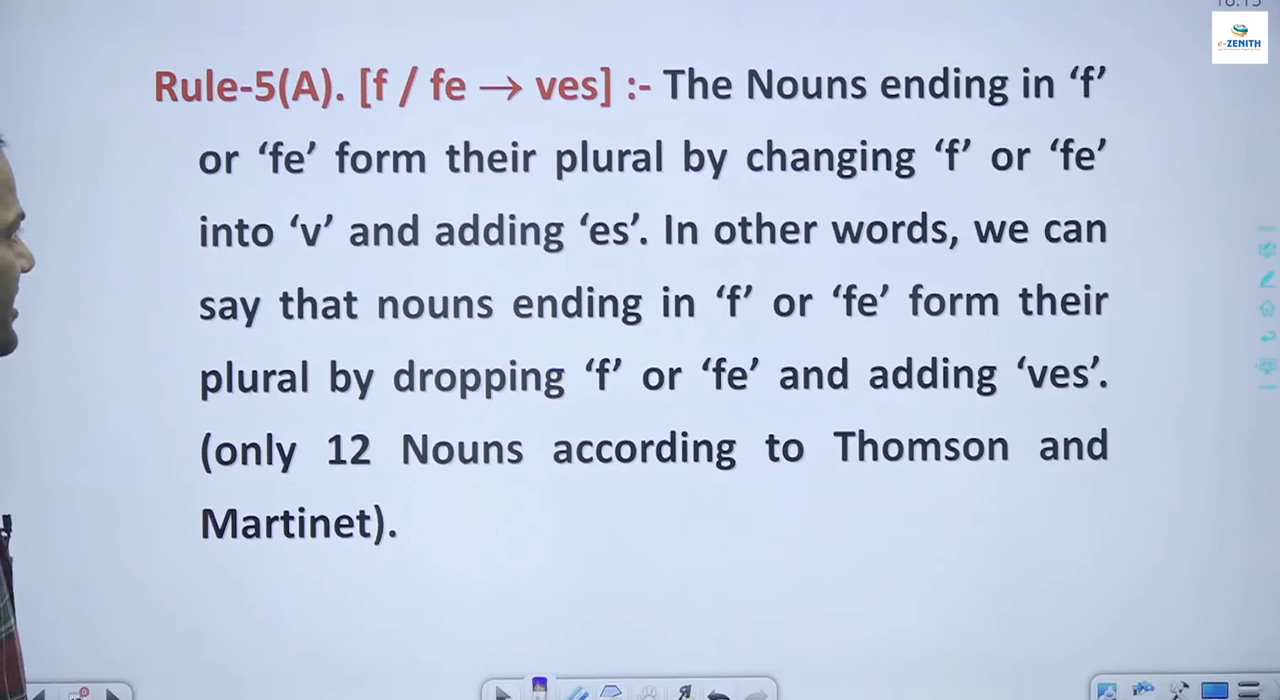 18:15
e-ZENITH
Rule-5(A). [f / fe → ves] :- The Nouns ending in ‘f’
or ‘fe’ form their plural by changing ‘f’ or ‘fe’
into ‘v’ and adding ‘es’. In other words, we can
say that nouns ending in ‘f’ or ‘fe’ form their
plural by dropping ‘f’ or ‘fe’ and adding ‘ves’.
(only 12 Nouns according to Thomson and
Martinet).